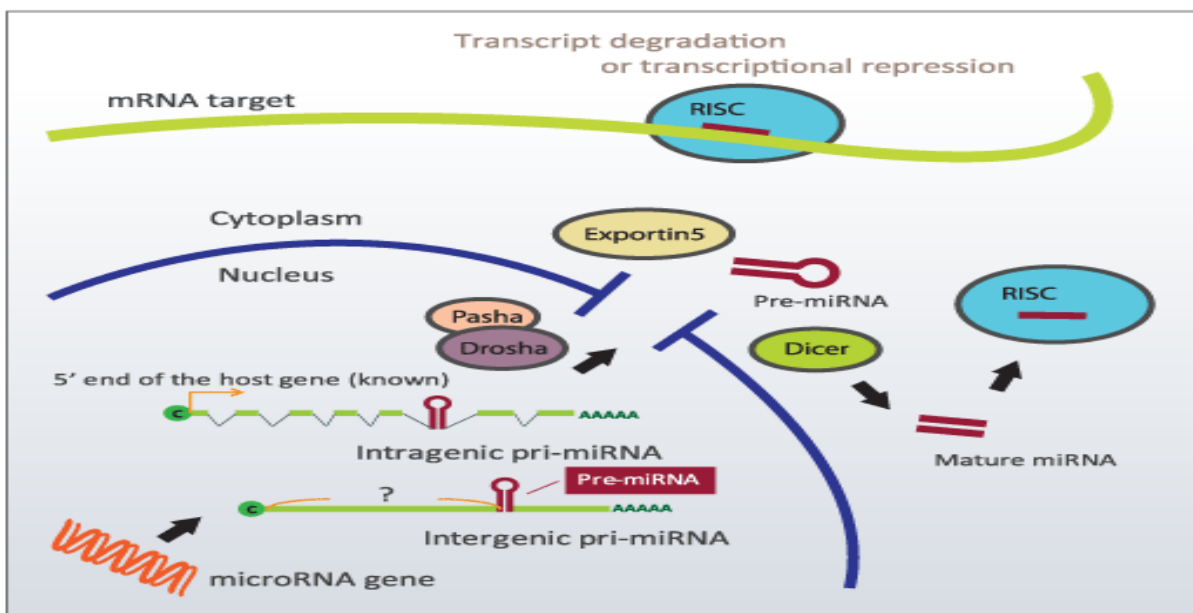 Transcript degradation
or transcriptional repression
mRNA target
RISC
Cytoplasm
Exportin5
Nucleus
Pre-miRNA
RISC
Pasha
Drosha
Dicer
5' end of the host gene (known)
C
AAAAA
Intragenic pri-miRNA
Mature miRNA
?
Pre-miRNA
C
AAAAA
Intergenic pri-miRNA
microRNA gene